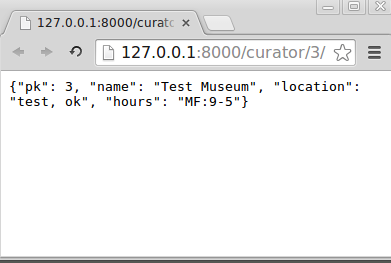 127.0.0.1:8000/curato
127.0.0.1:8000/curator/3/
{"pk": 3, "name": "Test Museum", "location":
"test, ok", "hours": "MF:9-5"}